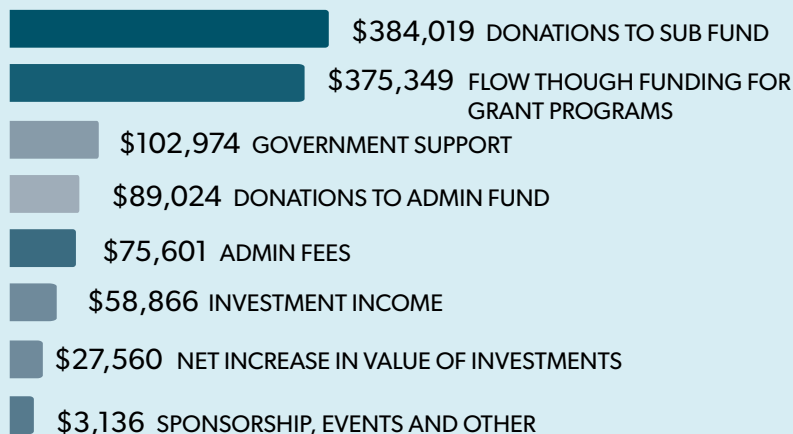 $384,019 DONATIONS TO SUB FUND
$375,349 FLOW THOUGH FUNDING FOR
GRANT PROGRAMS
$102,974 GOVERNMENT SUPPORT
$89,024 DONATIONS TO ADMIN FUND
$75,601 ADMIN FEES
$58,866 INVESTMENT INCOME
$27,560 NET INCREASE IN VALUE OF INVESTMENTS
$3,136 SPONSORSHIP, EVENTS AND OTHER